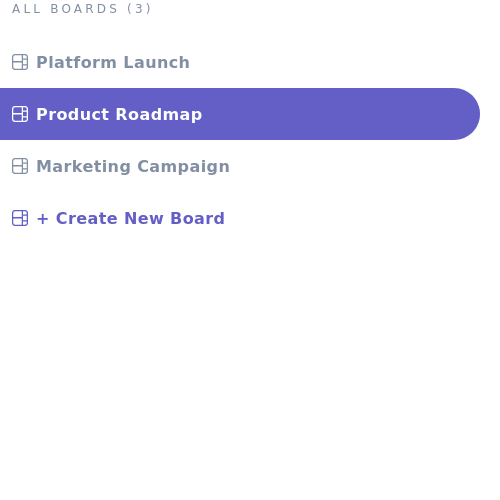 ALL BOARDS (3)
Platform Launch
Product Roadmap
Marketing Campaign
+ Create New Board